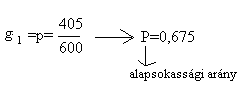 g₁=p=405/600 → P=0,675
alapsokassági arány